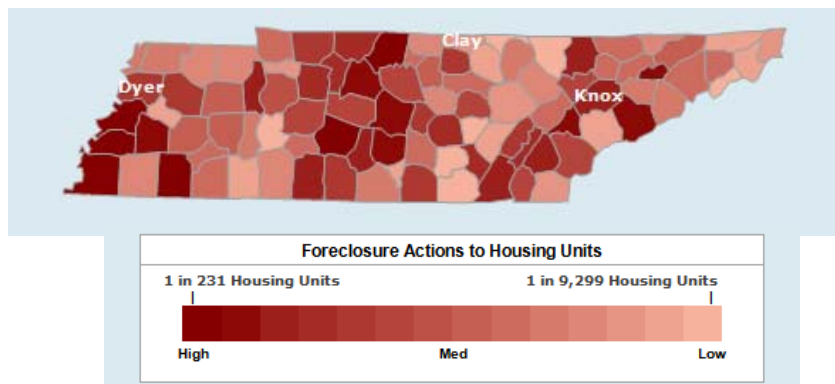 Clay
Dyer
Knox
Foreclosure Actions to Housing Units
1 in 231 Housing Units 1 in 9,299 Housing Units
High Med Low